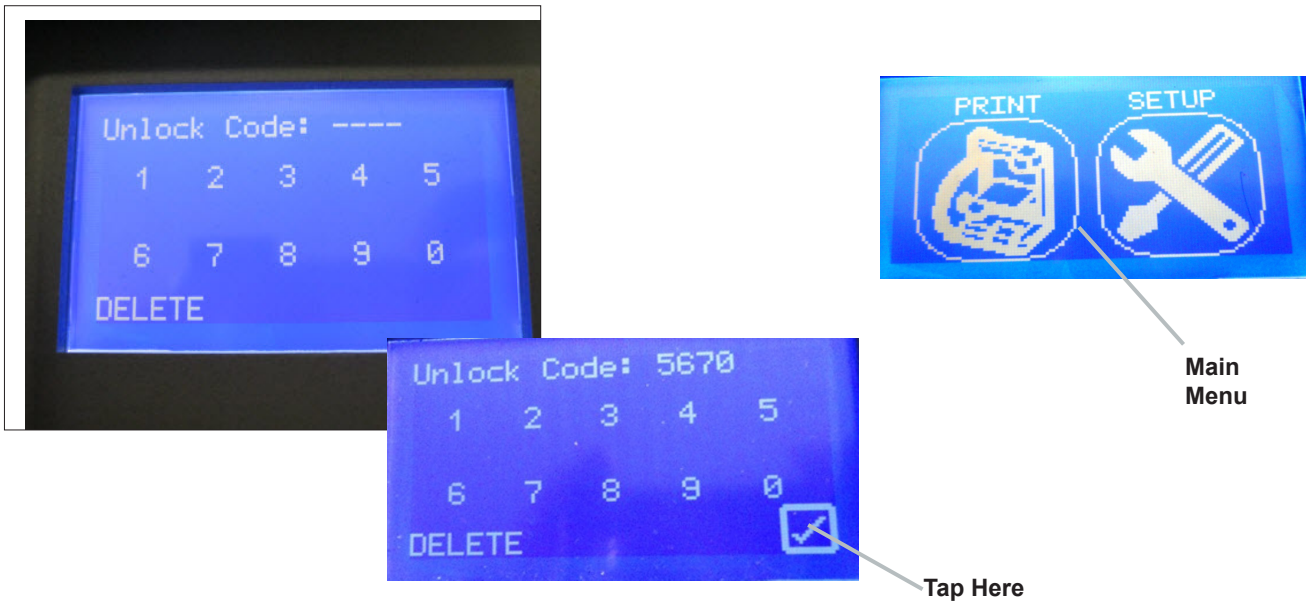 Unlock Code: ----
1 2 3 4 5
6 7 8 9 0
DELETE
Unlock Code: 5670
1 2 3 4 5
6 7 8 9 0
DELETE
Tap Here
PRINT SETUP
Main
Menu